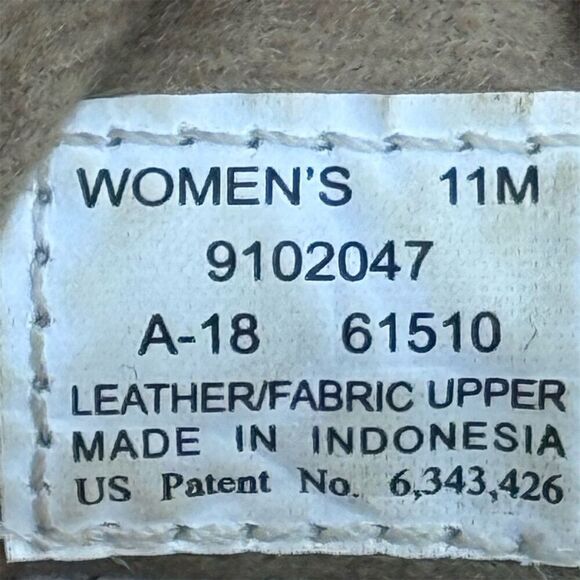 WOMEN'S 11M
9102047
A-18 61510
LEATHER/FABRIC UPPER
MADE IN INDONESIA
US Patent No. 6,343,426